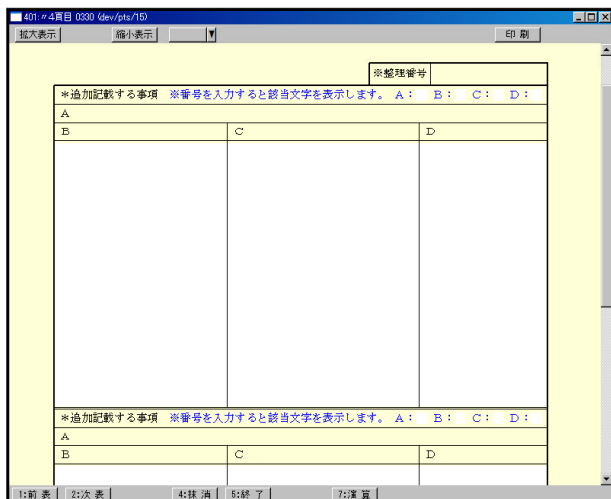 401:〃4頁目 0330 (dev/pts/15)
拡大表示 縮小表示 印 刷
※整理番号
＊追加記載する事項 ※番号を入力すると該当文字を表示します。 A： B： C： D：
A
B C D
＊追加記載する事項 ※番号を入力すると該当文字を表示します。 A： B： C： D：
A
B C D
1:前 表 2:次 表 4:抹 消 5:終 了 7:演 算